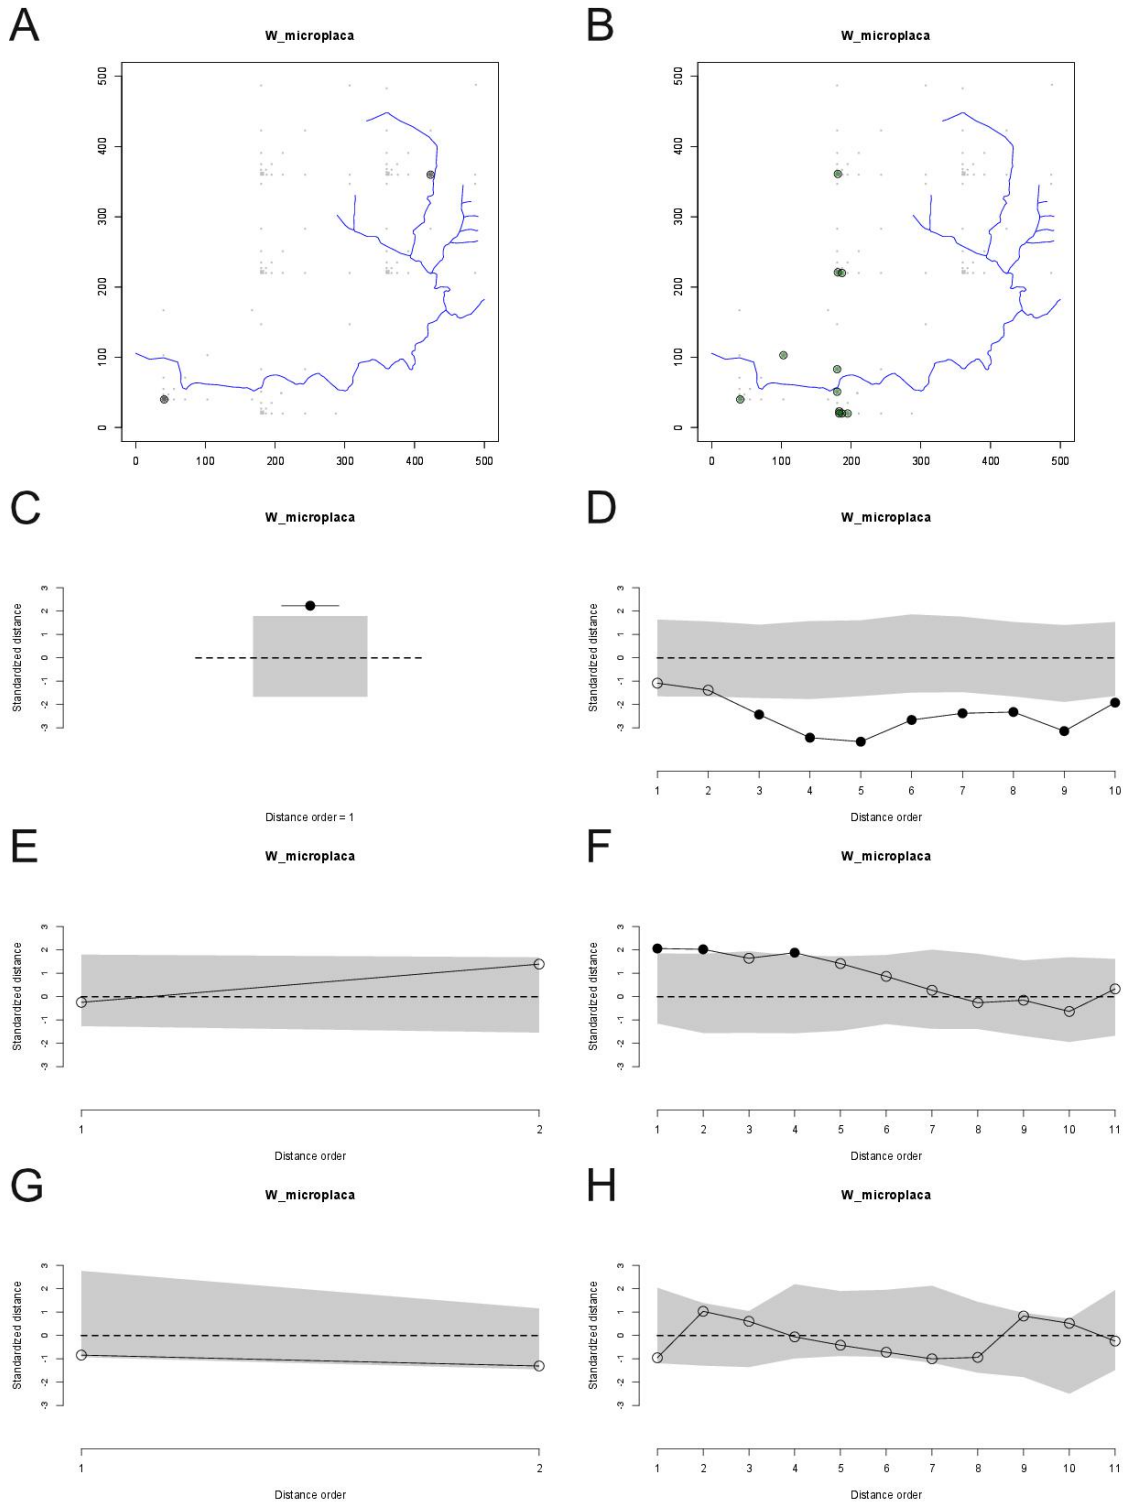 A
B
W_microplaca
W_microplaca
500
400
300
200
100
0
0 100 200 300 400 500
500
400
300
200
100
0
0 100 200 300 400 500
C
D
W_microplaca
W_microplaca
Standardized distance
3
2
1
0
-1
-2
-3
Distance order = 1
Standardized distance
3
2
1
0
-1
-2
-3
1 2 3 4 5 6 7 8 9 10
Distance order
E
F
W_microplaca
W_microplaca
Standardized distance
3
2
1
0
-1
-2
-3
1 2
Distance order
Standardized distance
3
2
1
0
-1
-2
-3
1 2 3 4 5 6 7 8 9 10 11
Distance order
G
H
W_microplaca
W_microplaca
Standardized distance
3
2
1
0
-1
-2
-3
1 2
Distance order
Standardized distance
3
2
1
0
-1
-2
-3
1 2 3 4 5 6 7 8 9 10 11
Distance order